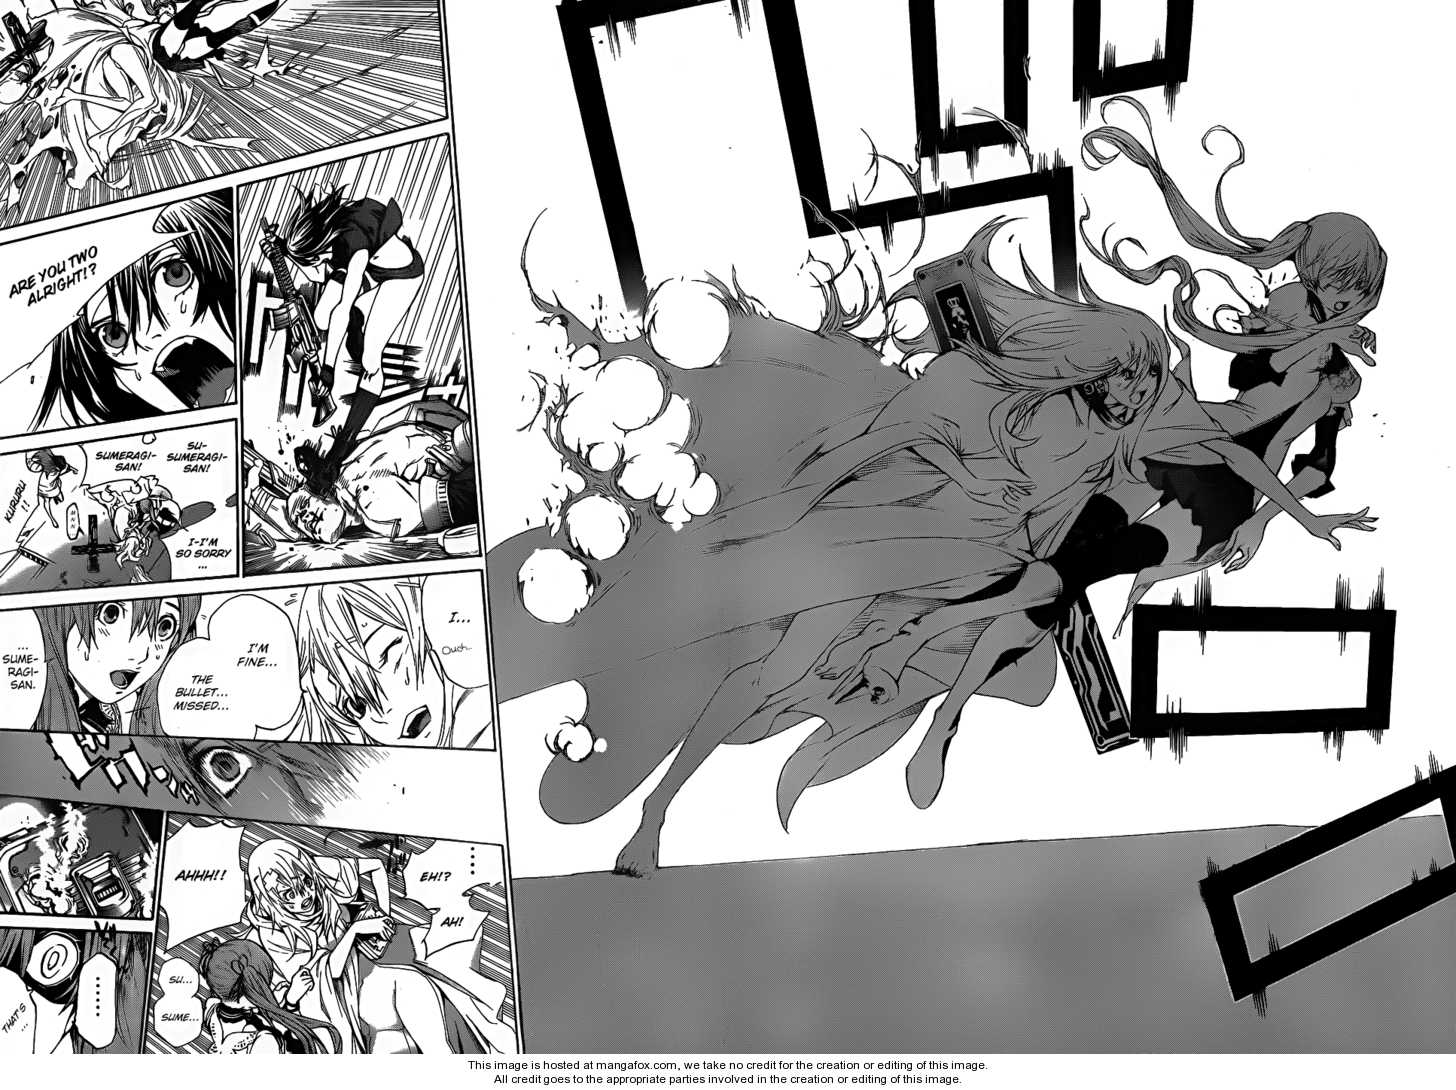 ARE YOU TWO
ALRIGHT!?
SU-
SUMERAGI-
SAN!
SUMERAGI-
SAN!
KURURU
!!
I-I'M
SO SORRY
...
I...
Ouch..
I'M
FINE...
THE
BULLET...
MISSED...
...
SUME-
RAGI-
SAN.
......
EH!?
AH!
AHHH!!
SU...
SUME...
......
THAT'S
...
This image is hosted at mangafox.com, we take no credit for the creation or editing of this image.
All credit goes to the appropriate parties involved in the creation or editing of this image.